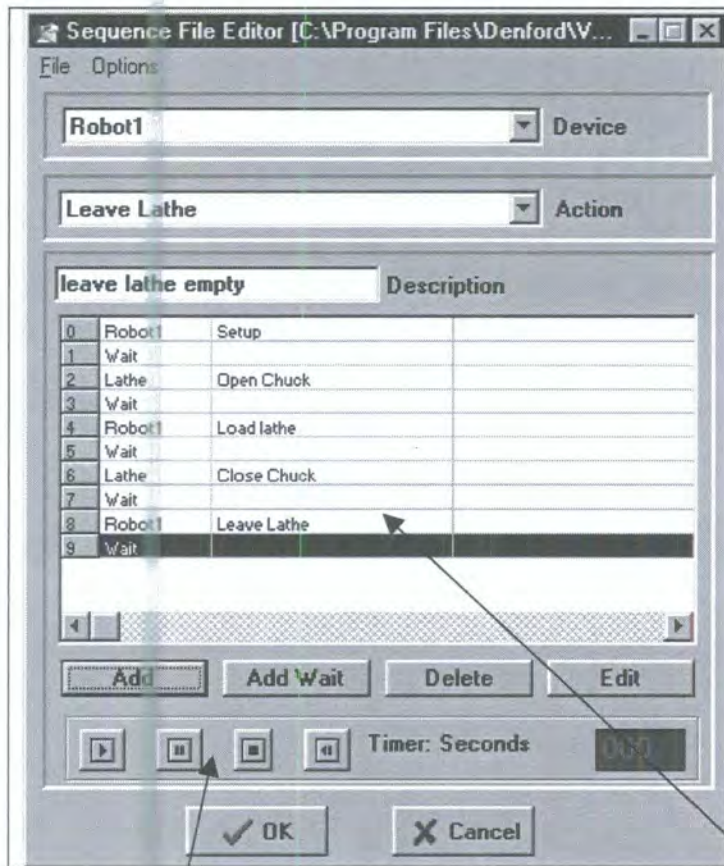 Sequence File Editor [C:\Program Files\Denford\V...
File Options
Robot1 Device
Leave Lathe Action
leave lathe empty Description
0 Robot1 Setup
1 Wait
2 Lathe Open Chuck
3 Wait
4 Robot1 Load lathe
5 Wait
6 Lathe Close Chuck
7 Wait
8 Robot1 Leave Lathe
9 Wait
Add Add Wait Delete Edit
Timer: Seconds
OK Cancel